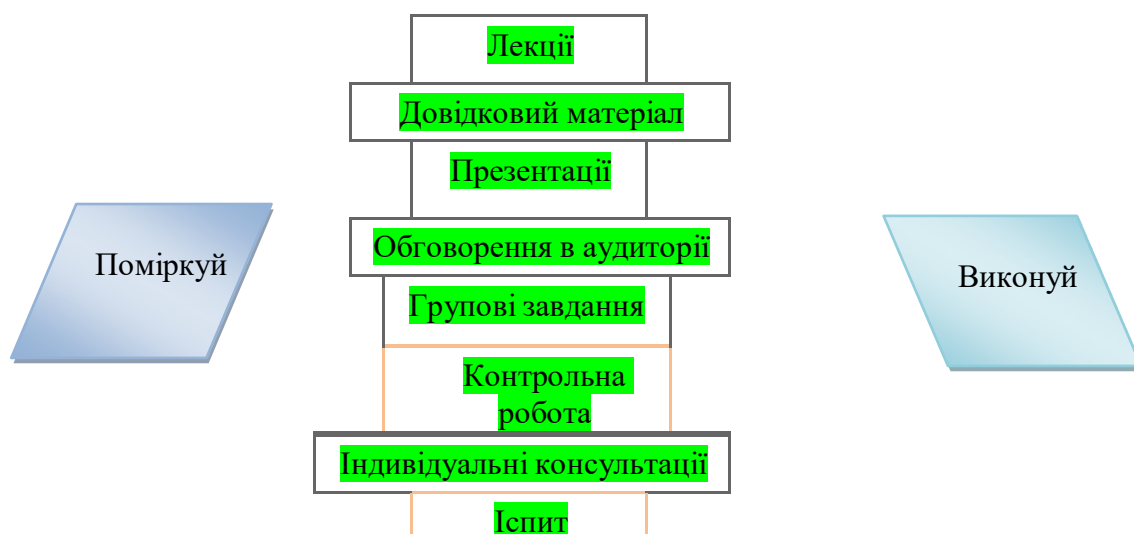 Лекції
Довідковий матеріал
Презентації
Поміркуй
Обговорення в аудиторії
Виконуй
Групові завдання
Контрольна
робота
Індивідуальні консультації
Іспит